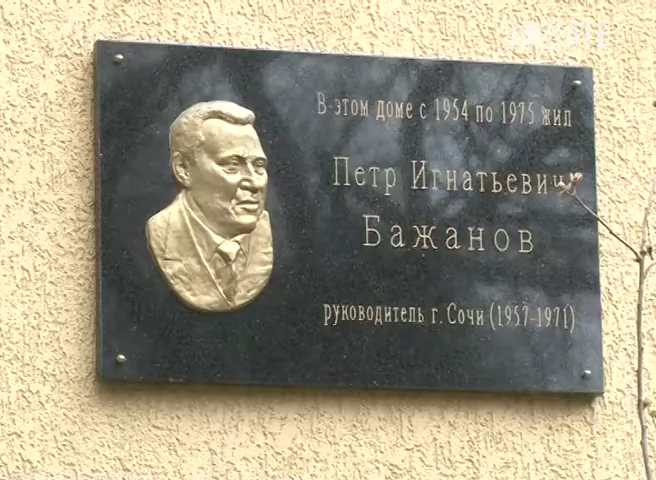 В этом доме с 1954 по 1975 жил
Петр Игнатьевич
Бажанов
руководитель г. Сочи (1957-1971)